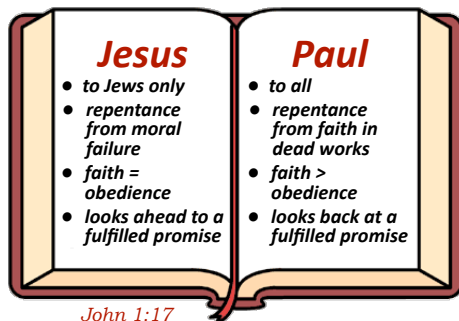 Jesus
• to Jews only
• repentance
from moral
failure
• faith =
obedience
• looks ahead to a
fulfilled promise
Paul
• to all
• repentance
from faith in
dead works
• faith >
obedience
• looks back at a
fulfilled promise
John 1:17